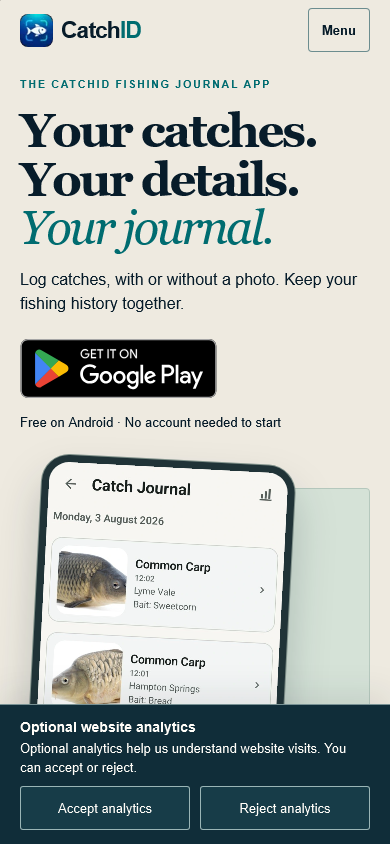 CatchID
Menu
THE CATCHID FISHING JOURNAL APP
Your catches.
Your details.
Your journal.
Log catches, with or without a photo. Keep your
fishing history together.
GET IT ON
Google Play
Free on Android · No account needed to start
Catch Journal
Monday, 3 August 2026
Common Carp
12:02
Lyme Vale
Bait: Sweetcorn
Common Carp
12:01
Hampton Springs
Bait: Bread
Optional website analytics
Optional analytics help us understand website visits. You
can accept or reject.
Accept analytics
Reject analytics